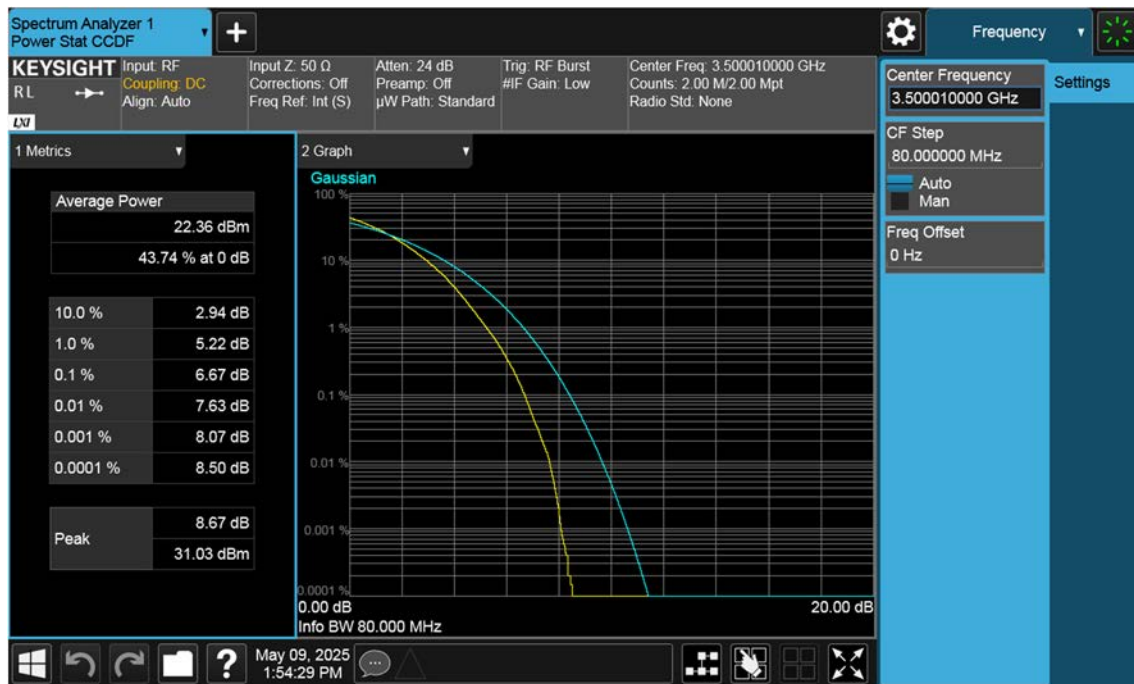 Spectrum Analyzer 1
Power Stat CCDF
Frequency
KEYSIGHT
RL
LXI
Input: RF
Coupling: DC
Align: Auto
Input Z: 50 Ω
Corrections: Off
Freq Ref: Int (S)
Atten: 24 dB
Preamp: Off
µW Path: Standard
Trig: RF Burst
#IF Gain: Low
Center Freq: 3.500010000 GHz
Counts: 2.00 M/2.00 Mpt
Radio Std: None
Center Frequency
3.500010000 GHz
Settings
CF Step
80.000000 MHz
Auto
Man
Freq Offset
0 Hz
1 Metrics
Average Power
22.36 dBm
43.74 % at 0 dB
10.0 % 2.94 dB
1.0 % 5.22 dB
0.1 % 6.67 dB
0.01 % 7.63 dB
0.001 % 8.07 dB
0.0001 % 8.50 dB
Peak
8.67 dB
31.03 dBm
2 Graph
Gaussian
100 %
10 %
1 %
0.1 %
0.01 %
0.001 %
0.0001 %
0.00 dB 20.00 dB
Info BW 80.000 MHz
?
May 09, 2025
1:54:29 PM